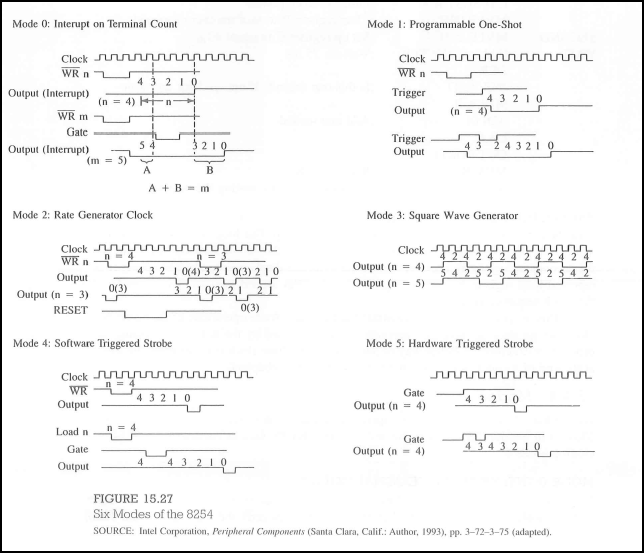 Mode 0: Interupt on Terminal Count
Clock
WR n
4 3 2 1 0
Output (Interrupt)
(n = 4)
n
WR m
Gate
5 4 3 2 1 0
Output (Interrupt)
(m = 5)
A
B
A + B = m
Mode 1: Programmable One-Shot
Clock
WR n
Trigger
4 3 2 1 0
Output
(n = 4)
Trigger
4 3 2 4 3 2 1 0
Output
Mode 2: Rate Generator Clock
Clock
n = 4 n = 3
WR n
4 3 2 1 0(4) 3 2 1 0(3) 2 1 0
Output
0(3) 3 2 1 0(3) 2 1 2 1
Output (n = 3)
0(3)
RESET
Mode 3: Square Wave Generator
Clock
4 2 4 2 4 2 4 2 4 2 4 2 4
Output (n = 4)
5 4 2 5 2 5 4 2 5 2 5 4 2
Output (n = 5)
Mode 4: Software Triggered Strobe
Clock
n = 4
WR
4 3 2 1 0
Output
n = 4
Load n
Gate
4 4 3 2 1 0
Output
Mode 5: Hardware Triggered Strobe
Gate
4 3 2 1 0
Output (n = 4)
Gate
4 3 4 3 2 1 0
Output (n = 4)
FIGURE 15.27
Six Modes of the 8254
SOURCE: Intel Corporation, Peripheral Components (Santa Clara, Calif.: Author, 1993), pp. 3–72–3–75 (adapted).